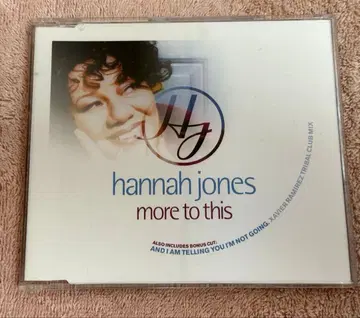 HJ
hannah jones
more to this
ALSO INCLUDES BONUS CUT:
AND I AM TELLING YOU I'M NOT GOING. XAVIER RAMIREZ TRIBAL CLUB MIX